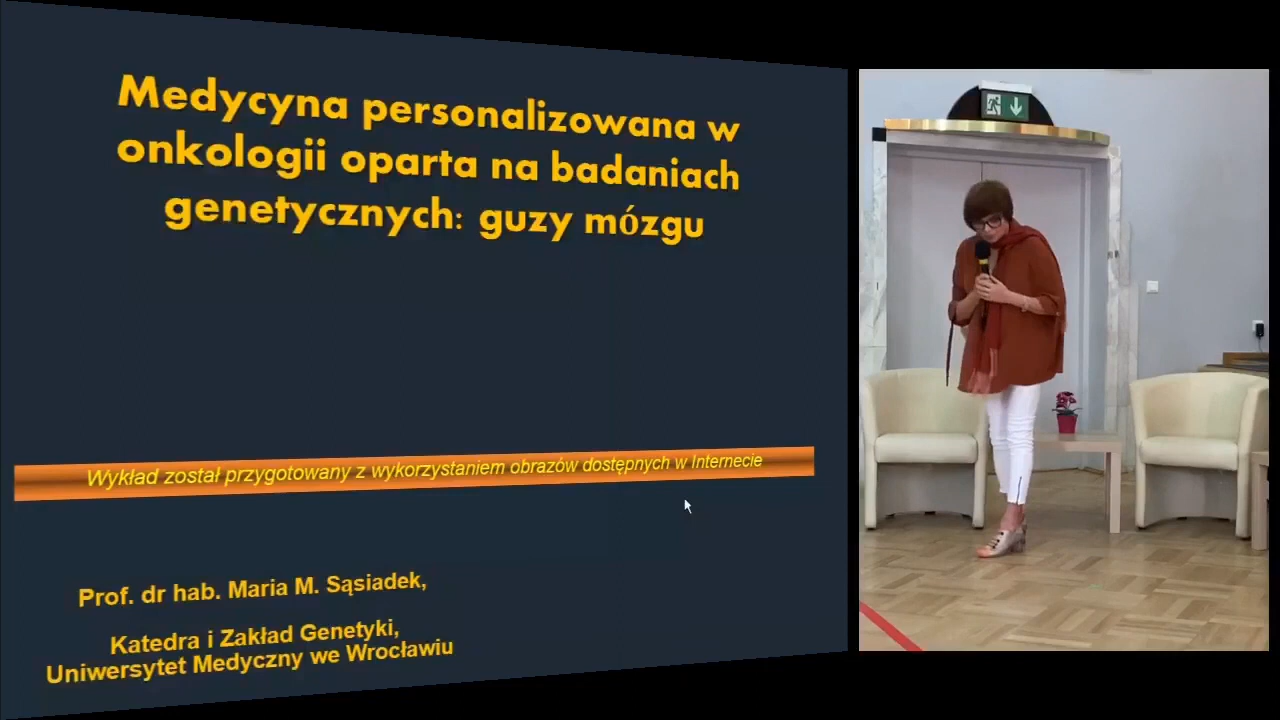 Medycyna personalizowana w
onkologii oparta na badaniach
genetycznych: guzy mózgu
Wykład został przygotowany z wykorzystaniem obrazów dostępnych w Internecie
Prof. dr hab. Maria M. Sąsiadek,
Katedra i Zakład Genetyki,
Uniwersytet Medyczny we Wrocławiu